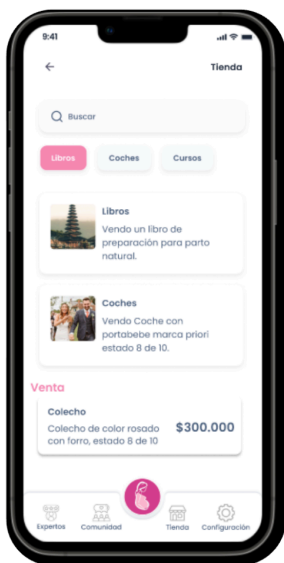 9:41
Tienda
Buscar
Libros Coches Cursos
Libros
Vendo un libro de
preparación para parto
natural.
Coches
Vendo Coche con
portabebe marca priori
estado 8 de 10.
Venta
Colecho
Colecho de color rosado
con forro, estado 8 de 10
$300.000
Expertos Comunidad Tienda Configuración